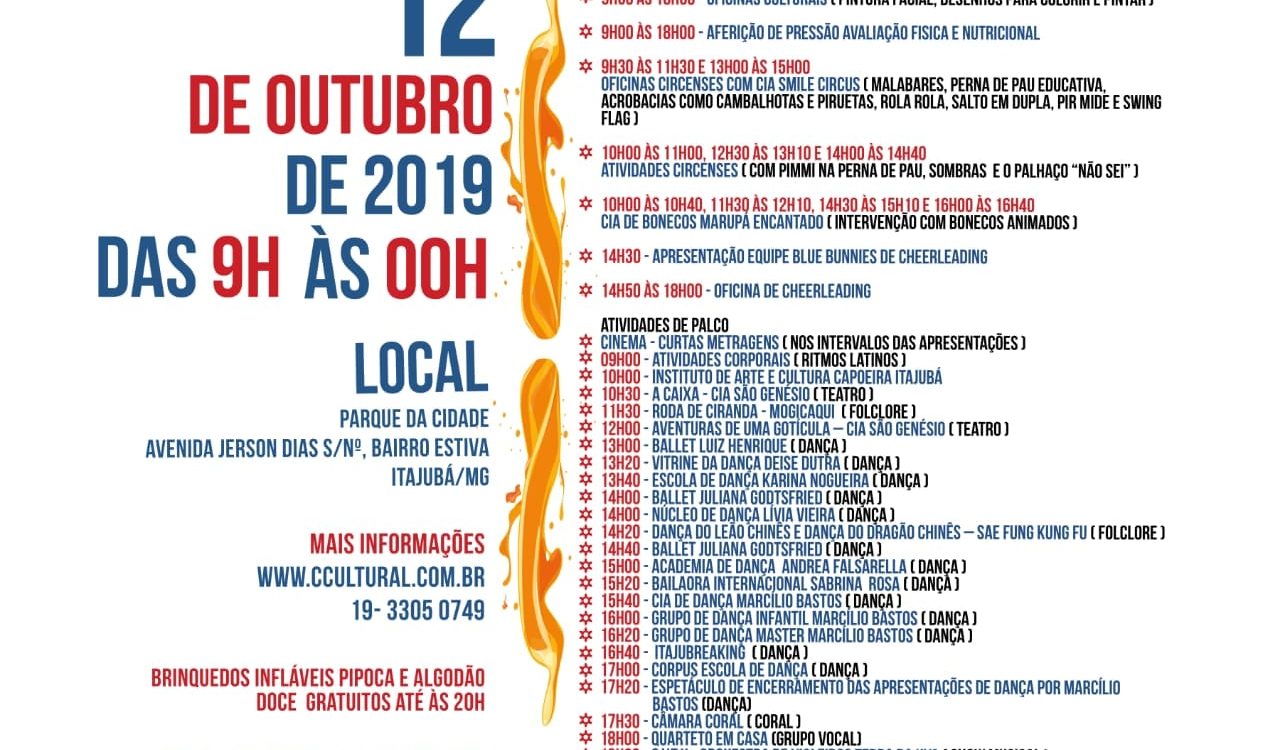 12
DE OUTUBRO
DE 2019
DAS 9H ÀS 00H
LOCAL
PARQUE DA CIDADE
AVENIDA JERSON DIAS S/Nº, BAIRRO ESTIVA
ITAJUBÁ/MG
MAIS INFORMAÇÕES
WWW.CCULTURAL.COM.BR
19- 3305 0749
BRINQUEDOS INFLÁVEIS PIPOCA E ALGODÃO
DOCE GRATUITOS ATÉ ÀS 20H
OFICINAS CULTURAIS ( PINTURA FACIAL, DESENHOS PARA COLORIR E PINTAR )
9H00 ÀS 18H00 - AFERIÇÃO DE PRESSÃO AVALIAÇÃO FISICA E NUTRICIONAL
9H30 ÀS 11H30 E 13H00 ÀS 15H00
OFICINAS CIRCENSES COM CIA SMILE CIRCUS ( MALABARES, PERNA DE PAU EDUCATIVA,
ACROBACIAS COMO CAMBALHOTAS E PIRUETAS, ROLA ROLA, SALTO EM DUPLA, PIR MIDE E SWING
FLAG )
10H00 ÀS 11H00, 12H30 ÀS 13H10 E 14H00 ÀS 14H40
ATIVIDADES CIRCENSES ( COM PIMMI NA PERNA DE PAU, SOMBRAS E O PALHAÇO “NÃO SEI” )
10H00 ÀS 10H40, 11H30 ÀS 12H10, 14H30 ÀS 15H10 E 16H00 ÀS 16H40
CIA DE BONECOS MARUPÁ ENCANTADO ( INTERVENÇÃO COM BONECOS ANIMADOS )
14H30 - APRESENTAÇÃO EQUIPE BLUE BUNNIES DE CHEERLEADING
14H50 ÀS 18H00 - OFICINA DE CHEERLEADING
ATIVIDADES DE PALCO
CINEMA - CURTAS METRAGENS ( NOS INTERVALOS DAS APRESENTAÇÕES )
09H00 - ATIVIDADES CORPORAIS ( RITMOS LATINOS )
10H00 - INSTITUTO DE ARTE E CULTURA CAPOEIRA ITAJUBÁ
10H30 - A CAIXA - CIA SÃO GENÉSIO ( TEATRO )
11H30 - RODA DE CIRANDA - MOGICAQUI ( FOLCLORE )
12H00 - AVENTURAS DE UMA GOTÍCULA – CIA SÃO GENÉSIO ( TEATRO )
13H00 - BALLET LUIZ HENRIQUE ( DANÇA )
13H20 - VITRINE DA DANÇA DEISE DUTRA ( DANÇA )
13H40 - ESCOLA DE DANÇA KARINA NOGUEIRA ( DANÇA )
14H00 - BALLET JULIANA GODTSFRIED ( DANÇA )
14H00 - NÚCLEO DE DANÇA LÍVIA VIEIRA ( DANÇA )
14H20 - DANÇA DO LEÃO CHINÊS E DANÇA DO DRAGÃO CHINÊS – SAE FUNG KUNG FU ( FOLCLORE )
14H40 - BALLET JULIANA GODTSFRIED ( DANÇA )
15H00 - ACADEMIA DE DANÇA ANDREA FALSARELLA ( DANÇA )
15H20 - BAILAORA INTERNACIONAL SABRINA ROSA ( DANÇA )
15H40 - CIA DE DANÇA MARCÍLIO BASTOS ( DANÇA )
16H00 - GRUPO DE DANÇA INFANTIL MARCÍLIO BASTOS ( DANÇA )
16H20 - GRUPO DE DANÇA MASTER MARCÍLIO BASTOS ( DANÇA )
16H40 - ITAJUBREAKING ( DANÇA )
17H00 - CORPUS ESCOLA DE DANÇA ( DANÇA )
17H20 - ESPETÁCULO DE ENCERRAMENTO DAS APRESENTAÇÕES DE DANÇA POR MARCÍLIO
BASTOS (DANÇA)
17H30 - CÂMARA CORAL ( CORAL )
18H00 - QUARTETO EM CASA (GRUPO VOCAL)